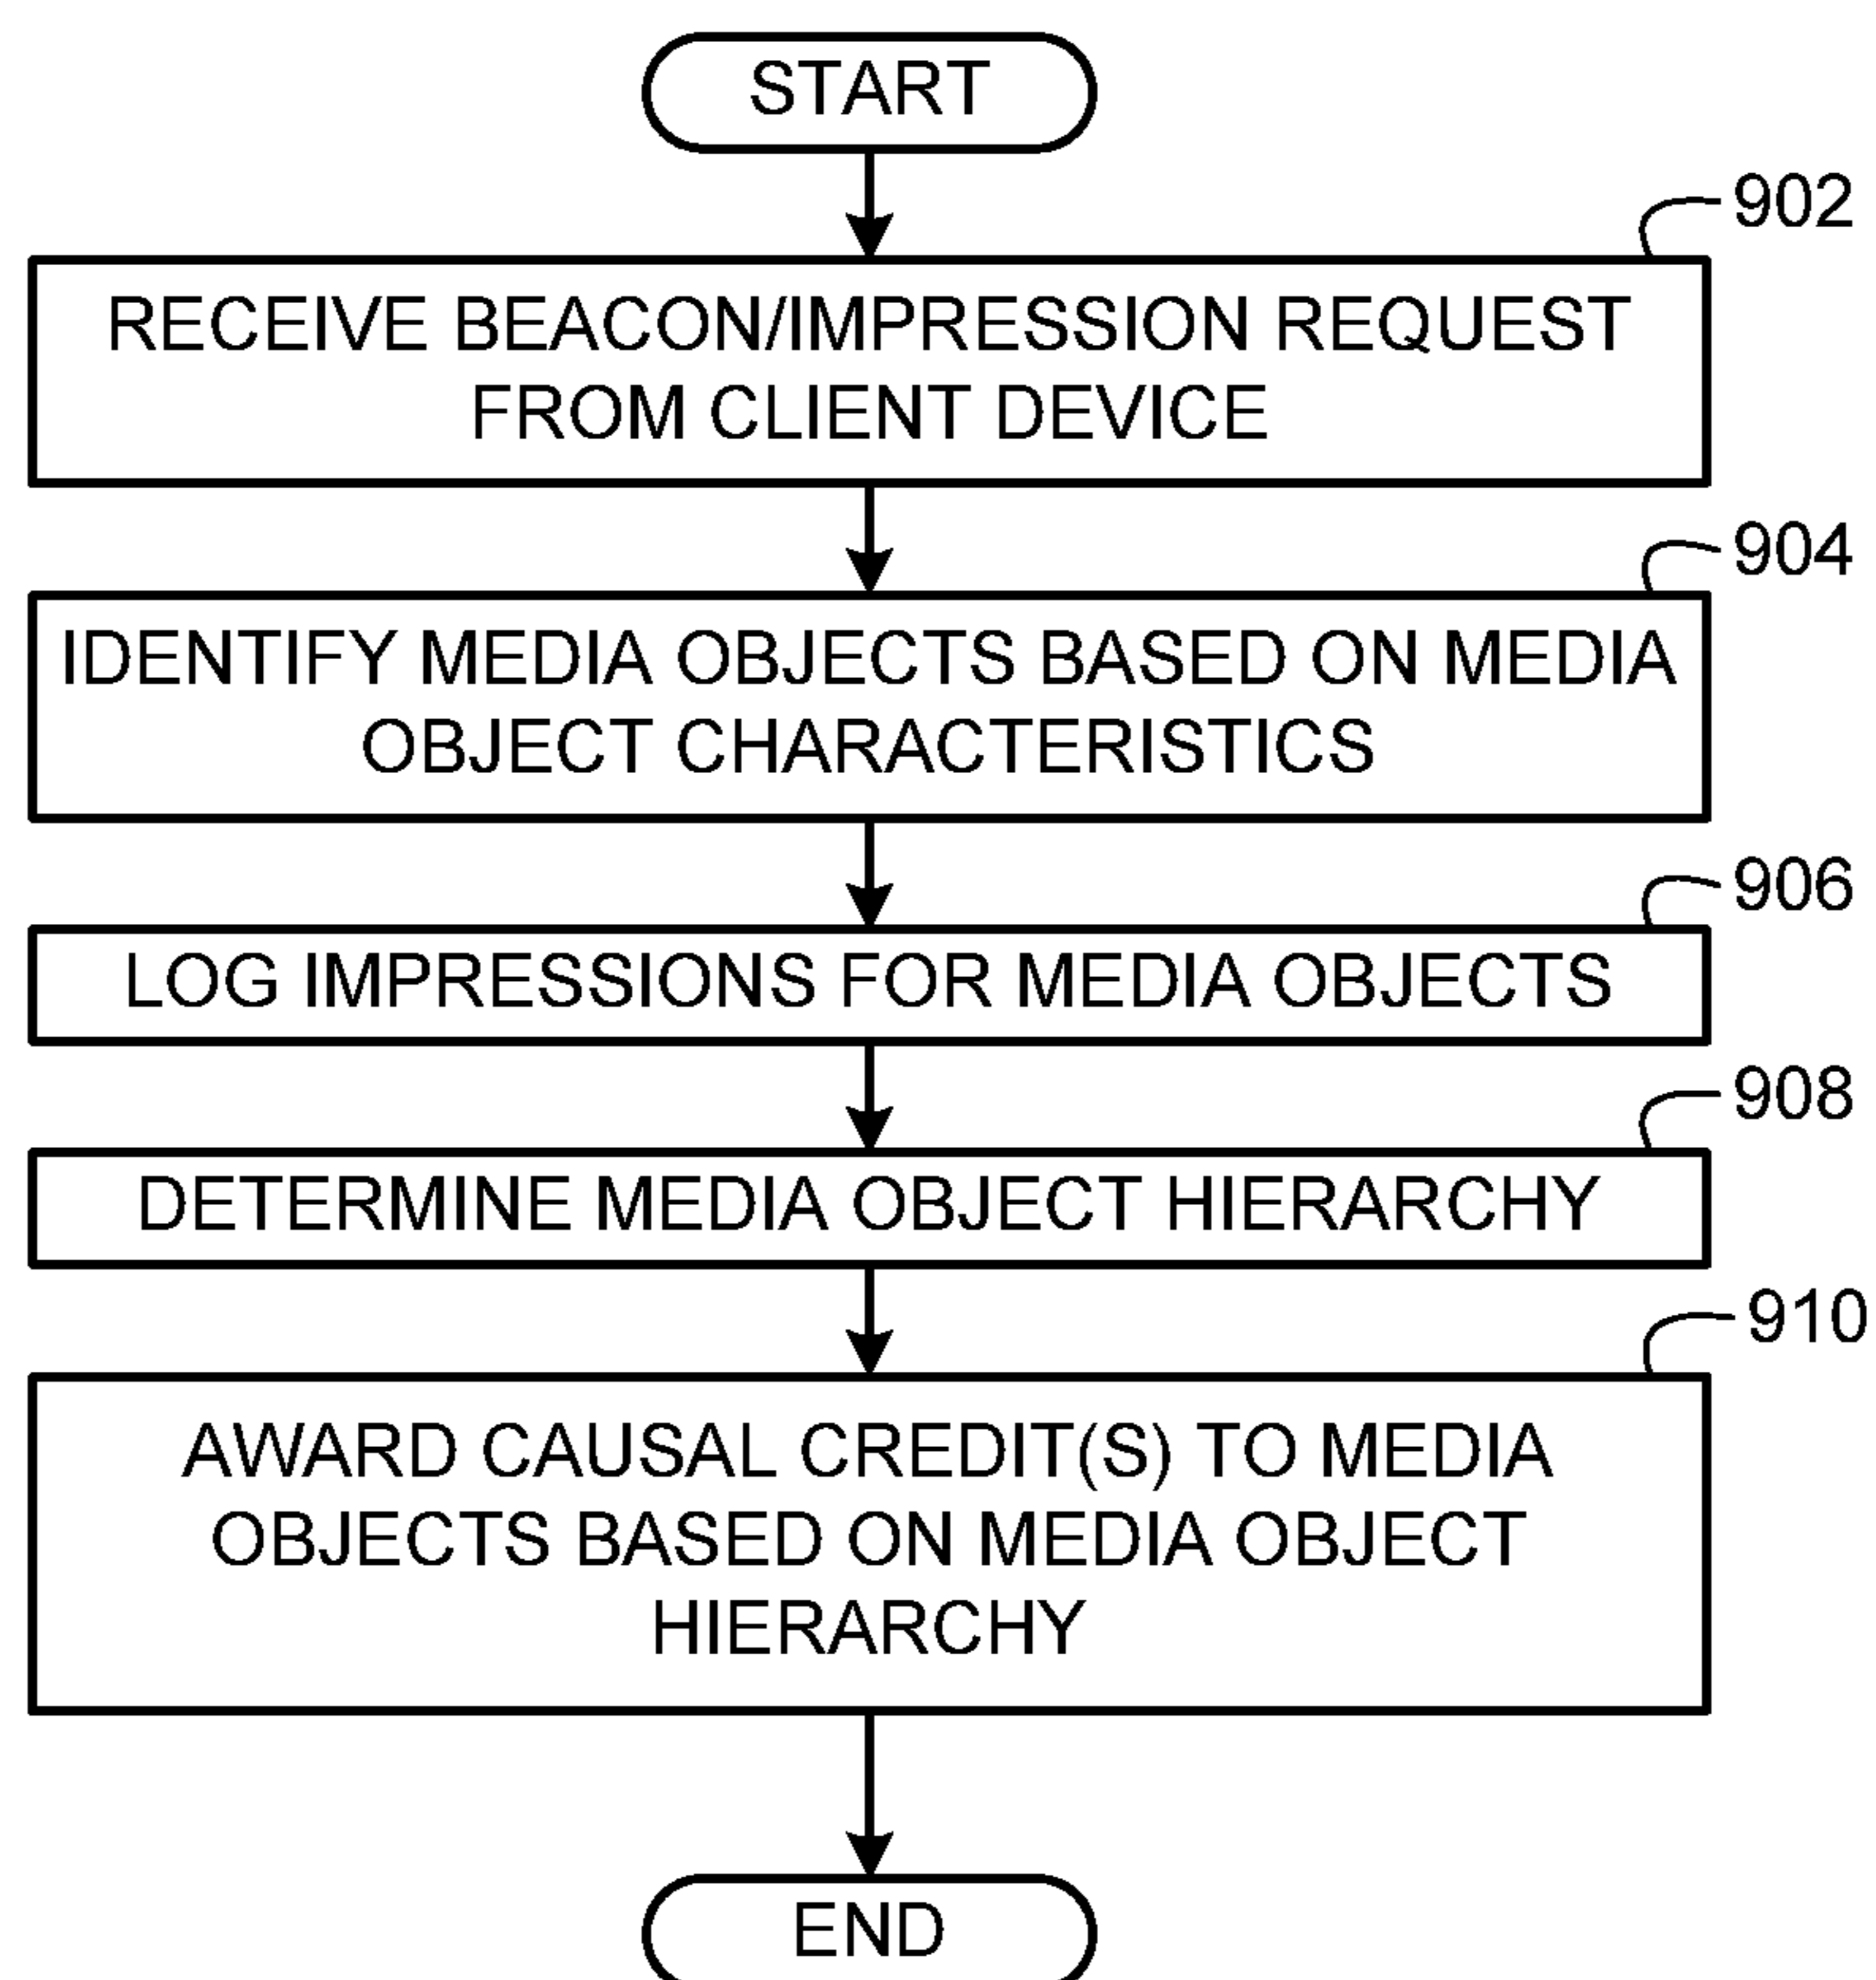 START
902
RECEIVE BEACON/IMPRESSION REQUEST
FROM CLIENT DEVICE
904
IDENTIFY MEDIA OBJECTS BASED ON MEDIA
OBJECT CHARACTERISTICS
906
LOG IMPRESSIONS FOR MEDIA OBJECTS
908
DETERMINE MEDIA OBJECT HIERARCHY
910
AWARD CAUSAL CREDIT(S) TO MEDIA
OBJECTS BASED ON MEDIA OBJECT
HIERARCHY
END